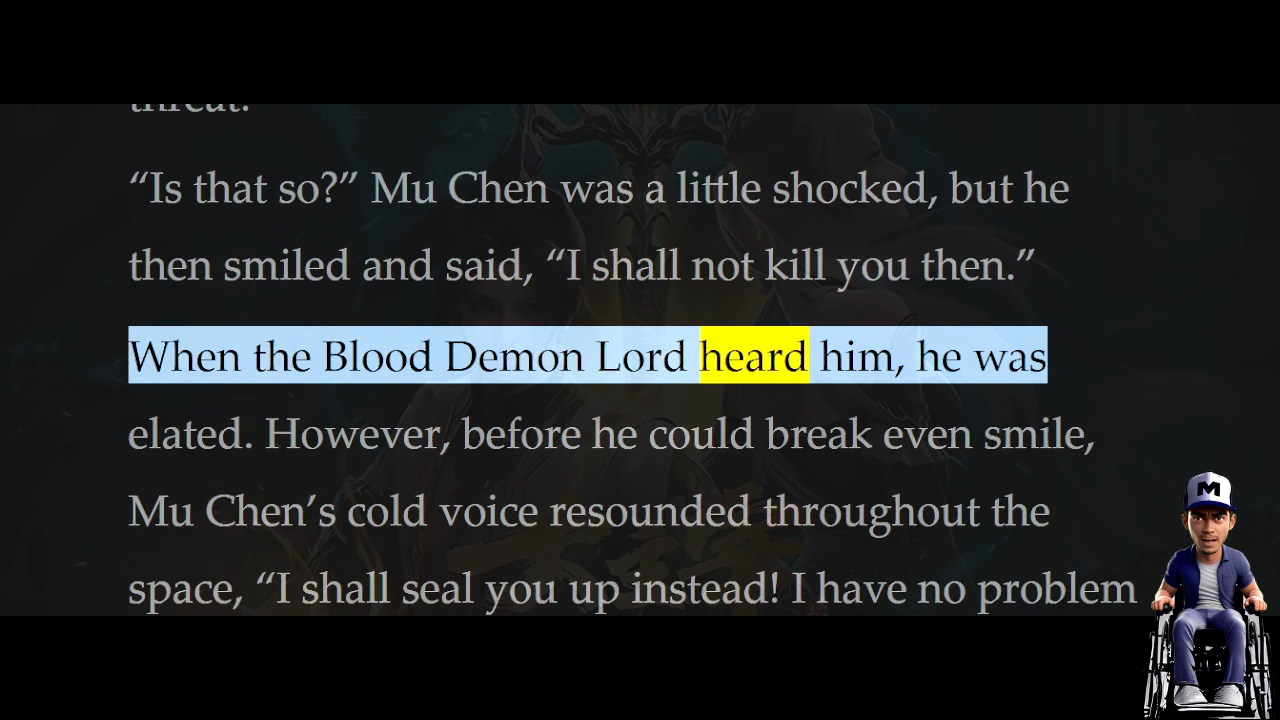 threat.
“Is that so?” Mu Chen was a little shocked, but he
then smiled and said, “I shall not kill you then.”
When the Blood Demon Lord heard him, he was
elated. However, before he could break even smile,
Mu Chen’s cold voice resounded throughout the
space, “I shall seal you up instead! I have no problem
M